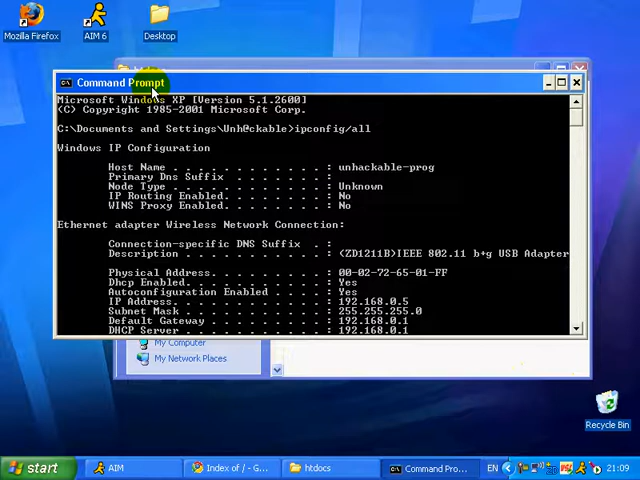 Mozilla Firefox
AIM 6
Desktop
Command Prompt
Microsoft Windows XP [Version 5.1.2600]
(C) Copyright 1985-2001 Microsoft Corp.
C:\Documents and Settings\Unh@ckable>ipconfig/all
Windows IP Configuration
Host Name . . . . . . . . . . . . : unhackable-prog
Primary Dns Suffix  . . . . . . . :
Node Type . . . . . . . . . . . . : Unknown
IP Routing Enabled. . . . . . . . : No
WINS Proxy Enabled. . . . . . . . : No
Ethernet adapter Wireless Network Connection:
Connection-specific DNS Suffix  . :
Description . . . . . . . . . . . : (ZD1211B)IEEE 802.11 b+g USB Adapter
Physical Address. . . . . . . . . : 00-02-72-65-01-FF
Dhcp Enabled. . . . . . . . . . . : Yes
Autoconfiguration Enabled . . . . : Yes
IP Address. . . . . . . . . . . . : 192.168.0.5
Subnet Mask . . . . . . . . . . . : 255.255.255.0
Default Gateway . . . . . . . . . : 192.168.0.1
DHCP Server . . . . . . . . . . . : 192.168.0.1
My Computer
My Network Places
Recycle Bin
start
AIM
Index of / - G...
htdocs
Command Pro...
EN
21:09